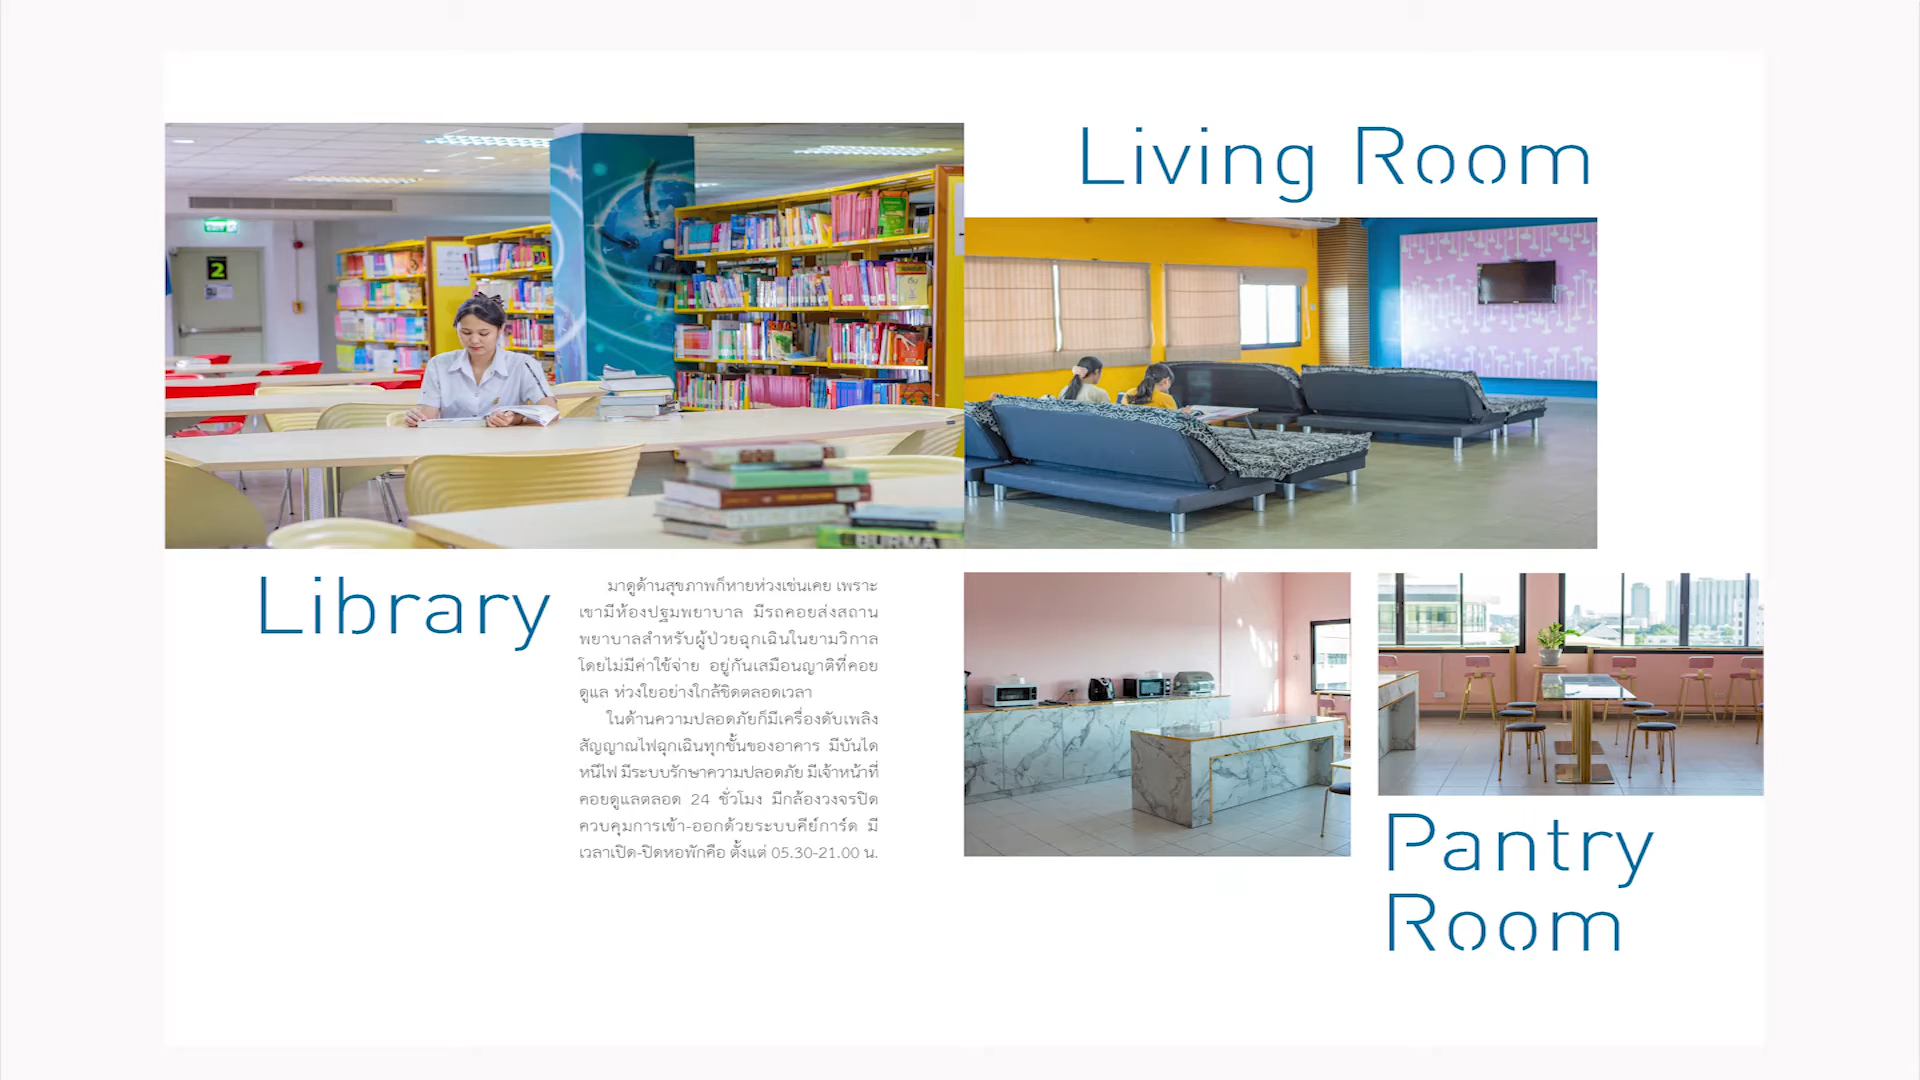 Living Room
2
BURMA
Library
มาดูด้านสุขภาพก็หายห่วงเช่นเคย เพราะ
เขามีห้องปฐมพยาบาล มีรถคอยส่งสถาน
พยาบาลสำหรับผู้ป่วยฉุกเฉินในยามวิกาล
โดยไม่มีค่าใช้จ่าย อยู่กันเสมือนญาติที่คอย
ดูแล ห่วงใยอย่างใกล้ชิดตลอดเวลา
ในด้านความปลอดภัยก็มีเครื่องดับเพลิง
สัญญาณไฟฉุกเฉินทุกชั้นของอาคาร มีบันได
หนีไฟ มีระบบรักษาความปลอดภัย มีเจ้าหน้าที่
คอยดูแลตลอด 24 ชั่วโมง มีกล้องวงจรปิด
ควบคุมการเข้า-ออกด้วยระบบคีย์การ์ด มี
เวลาเปิด-ปิดหอพักคือ ตั้งแต่ 05.30-21.00 น.
Pantry
Room